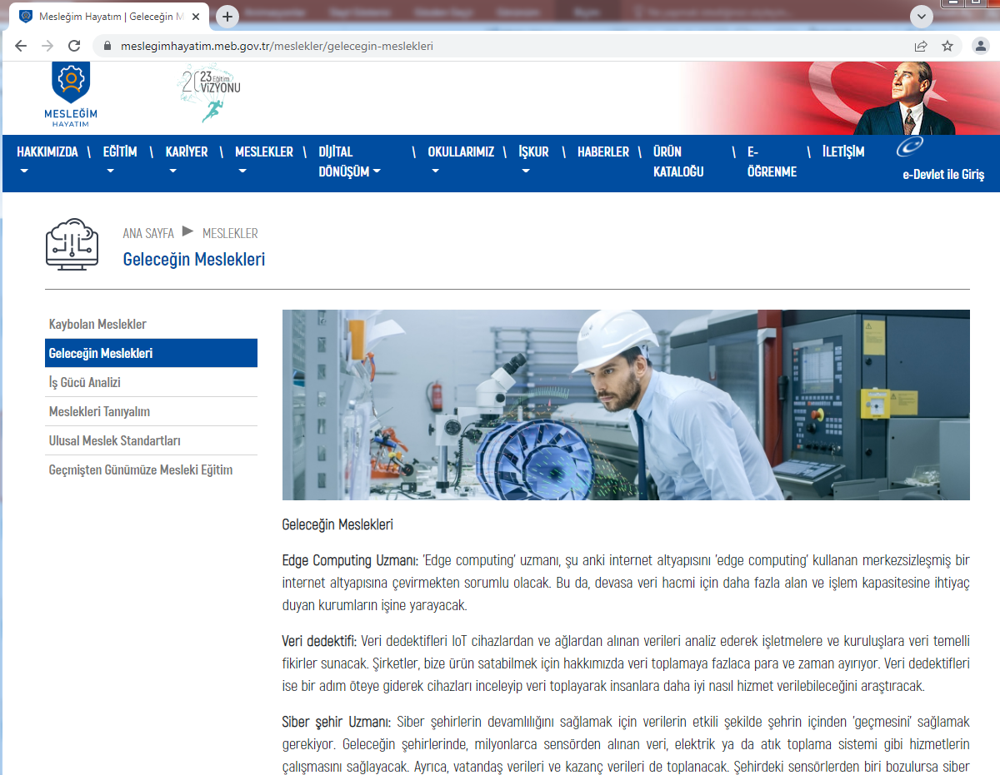 Mesleğim Hayatım | Geleceğin M
meslegimhayatim.meb.gov.tr/meslekler/gelecegin-meslekleri
MESLEĞİM
HAYATIM
2023 Eğitim
VİZYONU
HAKKIMIZDA \ EĞİTİM \ KARİYER \ MESLEKLER \ DİJİTAL DÖNÜŞÜM \ OKULLARIMIZ \ İŞKUR \ HABERLER \ ÜRÜN KATALOĞU \ E-ÖĞRENME \ İLETİŞİM
e-Devlet ile Giriş
ANA SAYFA ▶ MESLEKLER
Geleceğin Meslekleri
Kaybolan Meslekler
Geleceğin Meslekleri
İş Gücü Analizi
Meslekleri Tanıyalım
Ulusal Meslek Standartları
Geçmişten Günümüze Mesleki Eğitim
Geleceğin Meslekleri
Edge Computing Uzmanı: 'Edge computing' uzmanı, şu anki internet altyapısını 'edge computing' kullanan merkezsizleşmiş bir
internet altyapısına çevirmekten sorumlu olacak. Bu da, devasa veri hacmi için daha fazla alan ve işlem kapasitesine ihtiyaç
duyan kurumların işine yarayacak.
Veri dedektifi: Veri dedektifleri IoT cihazlardan ve ağlardan alınan verileri analiz ederek işletmelere ve kuruluşlara veri temelli
fikirler sunacak. Şirketler, bize ürün satabilmek için hakkımızda veri toplamaya fazlaca para ve zaman ayırıyor. Veri dedektifleri
ise bir adım öteye giderek cihazları inceleyip veri toplayarak insanlara daha iyi nasıl hizmet verilebileceğini araştıracak.
Siber şehir Uzmanı: Siber şehirlerin devamlılığını sağlamak için verilerin etkili şekilde şehrin içinden 'geçmesini' sağlamak
gerekiyor. Geleceğin şehirlerinde, milyonlarca sensörden alınan veri, elektrik ya da atık toplama sistemi gibi hizmetlerin
çalışmasını sağlayacak. Ayrıca, vatandaş verileri ve kazanç verileri de toplanacak. Şehirdeki sensörlerden biri bozulursa siber